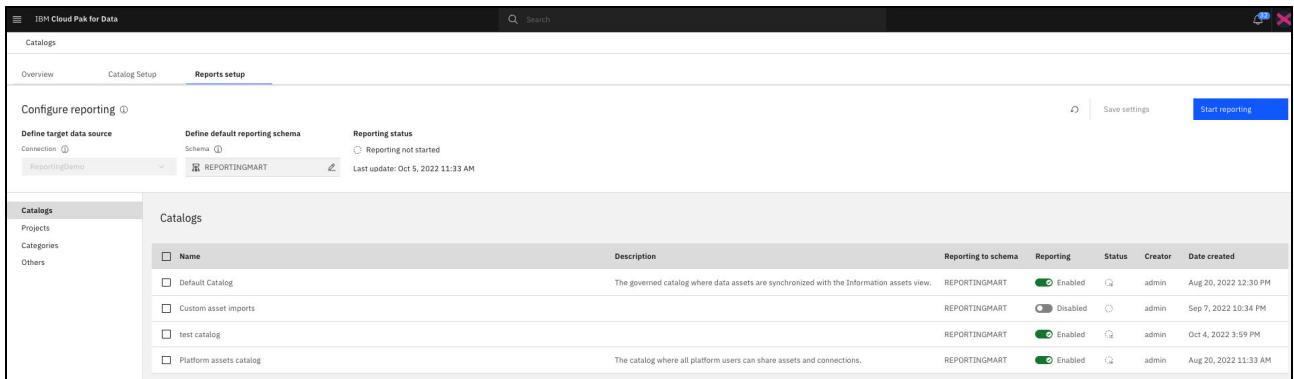 IBM Cloud Pak for Data
Search
32
Catalogs
Overview Catalog Setup Reports setup
Configure reporting
Save settings
Start reporting
Define target data source Define default reporting schema Reporting status
Connection Schema Reporting not started
ReportingDemo REPORTINGMART Last update: Oct 5, 2022 11:33 AM
Catalogs
Projects
Categories
Others
Catalogs
Name Description Reporting to schema Reporting Status Creator Date created
Default Catalog The governed catalog where data assets are synchronized with the Information assets view. REPORTINGMART Enabled admin Aug 20, 2022 12:30 PM
Custom asset imports REPORTINGMART Disabled admin Sep 7, 2022 10:34 PM
test catalog REPORTINGMART Enabled admin Oct 4, 2022 3:59 PM
Platform assets catalog The catalog where all platform users can share assets and connections. REPORTINGMART Enabled admin Aug 20, 2022 11:33 AM